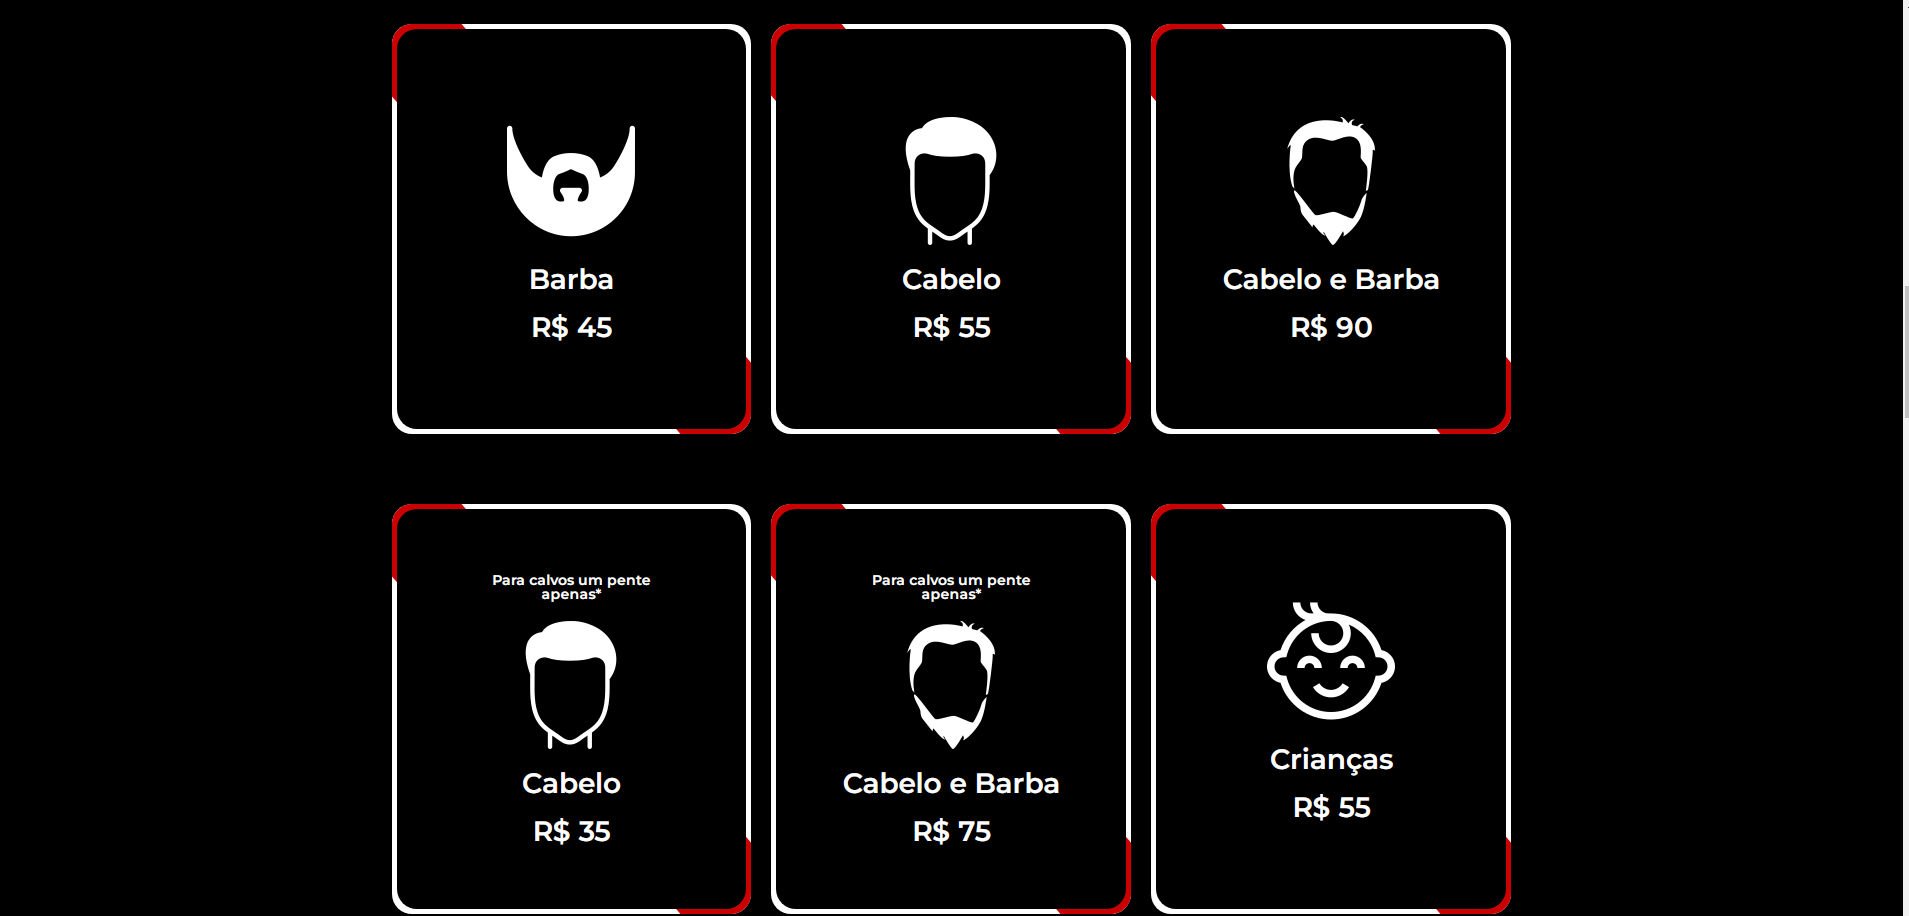 Barba
R$ 45
Cabelo
R$ 55
Cabelo e Barba
R$ 90
Para calvos um pente
apenas*
Cabelo
R$ 35
Para calvos um pente
apenas*
Cabelo e Barba
R$ 75
Crianças
R$ 55